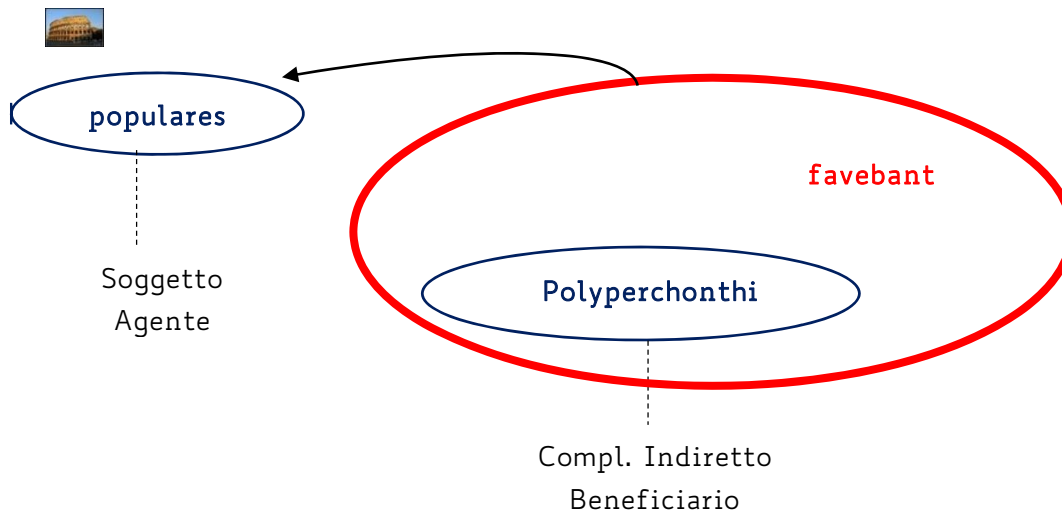 populares
favebant
Polyperchonthi
Soggetto
Agente
Compl. Indiretto
Beneficiario